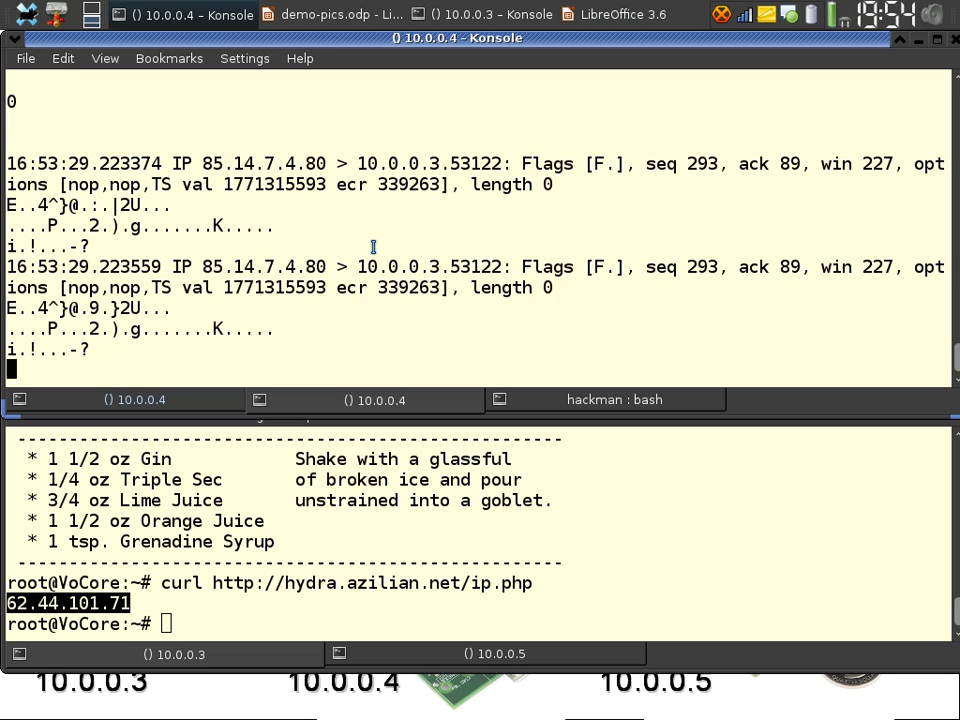 () 10.0.0.4 – Konsole
demo-pics.odp - Li...
() 10.0.0.3 – Konsole
LibreOffice 3.6
19:54
() 10.0.0.4 – Konsole
File Edit View Bookmarks Settings Help
0
16:53:29.223374 IP 85.14.7.4.80 > 10.0.0.3.53122: Flags [F.], seq 293, ack 89, win 227, opt
ions [nop,nop,TS val 1771315593 ecr 339263], length 0
E..4^}@.:.|2U...
....P...2.).g.......K.....
i.!...-?
16:53:29.223559 IP 85.14.7.4.80 > 10.0.0.3.53122: Flags [F.], seq 293, ack 89, win 227, opt
ions [nop,nop,TS val 1771315593 ecr 339263], length 0
E..4^}@.9.}2U...
....P...2.).g.......K.....
i.!...-?
() 10.0.0.4
() 10.0.0.4
hackman : bash
-----------------------------------------------------
* 1 1/2 oz Gin Shake with a glassful
* 1/4 oz Triple Sec of broken ice and pour
* 3/4 oz Lime Juice unstrained into a goblet.
* 1 1/2 oz Orange Juice
* 1 tsp. Grenadine Syrup
-----------------------------------------------------
root@VoCore:~# curl http://hydra.azilian.net/ip.php
62.44.101.71
root@VoCore:~#
() 10.0.0.3
() 10.0.0.5
10.0.0.3
10.0.0.4
10.0.0.5